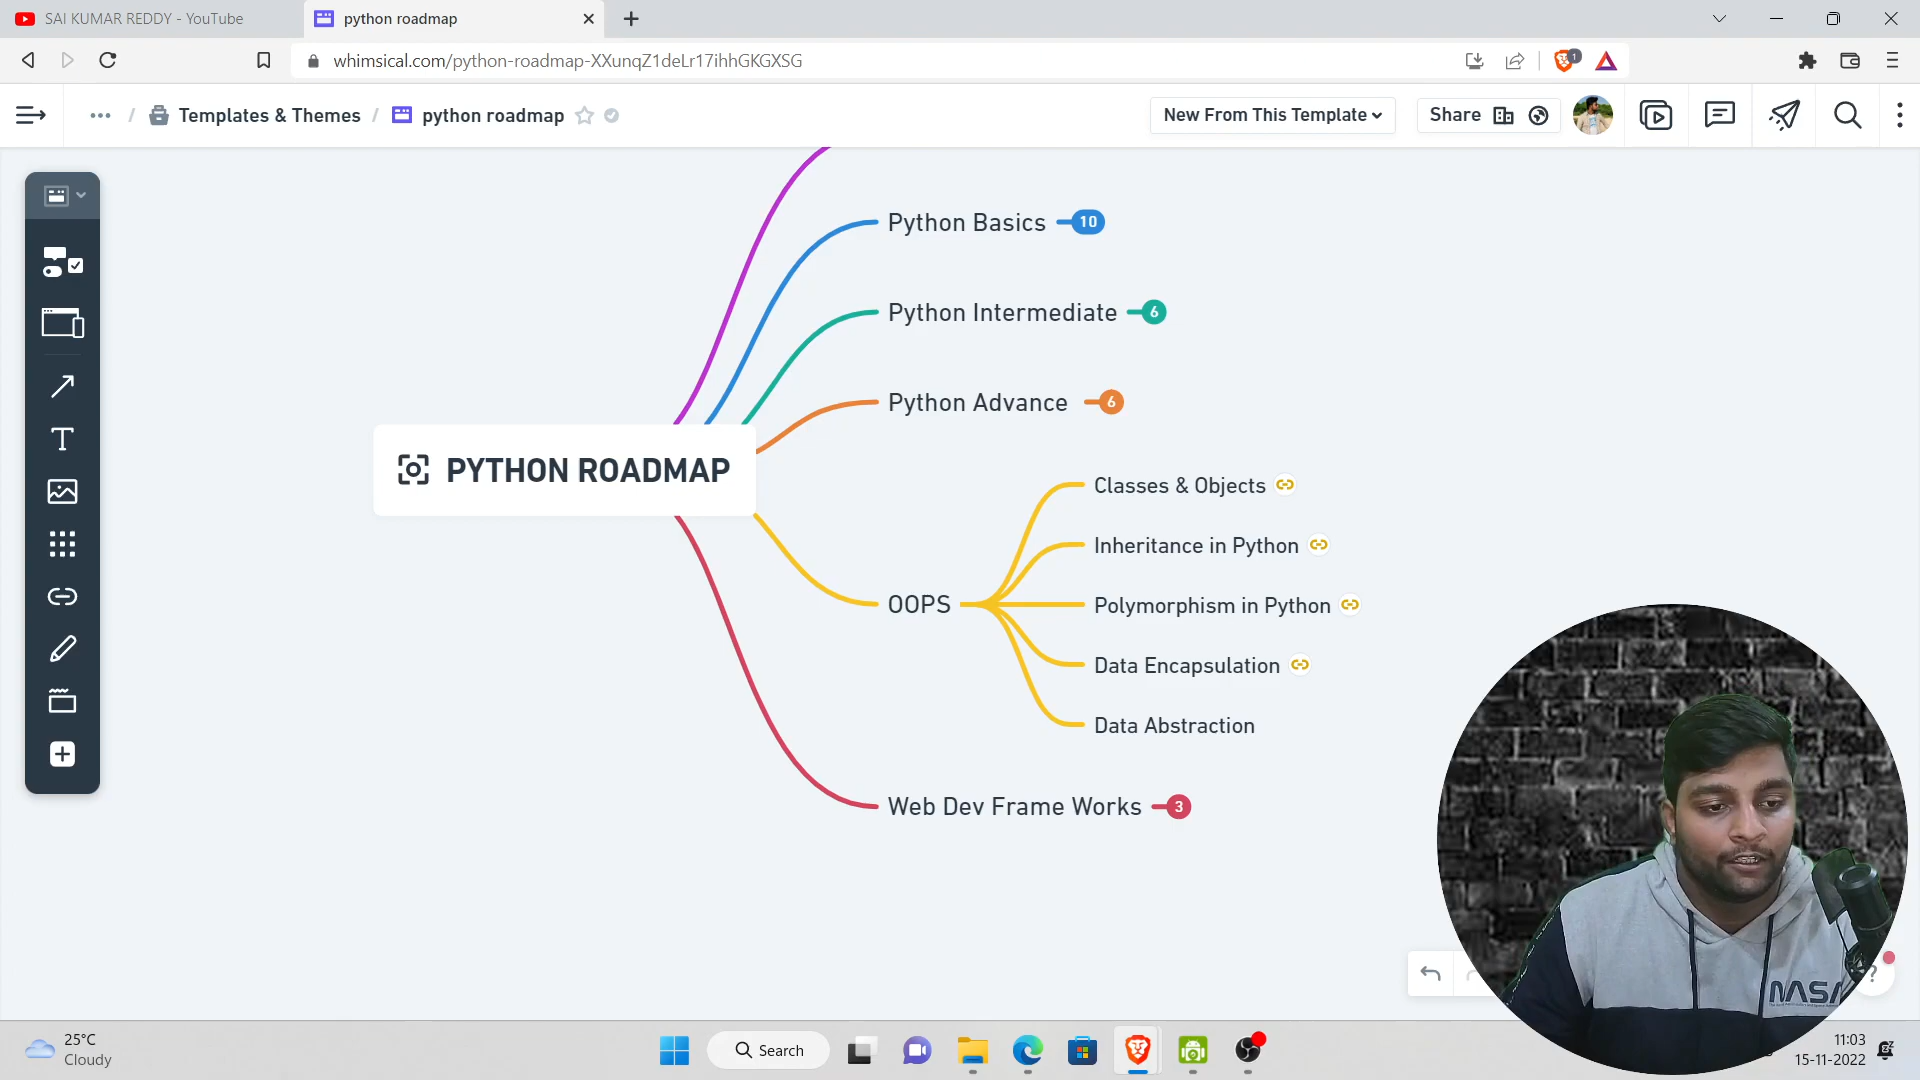 SAI KUMAR REDDY - YouTube
python roadmap
whimsical.com/python-roadmap-XXunqZ1deLr17ihhGKGXSG
1
... / Templates & Themes / python roadmap
New From This Template
Share
Python Basics 10
Python Intermediate 6
Python Advance 6
PYTHON ROADMAP
Classes & Objects
Inheritance in Python
OOPS
Polymorphism in Python
Data Encapsulation
Data Abstraction
Web Dev Frame Works 3
NASA
?
25°C
Cloudy
Search
11:03
15-11-2022